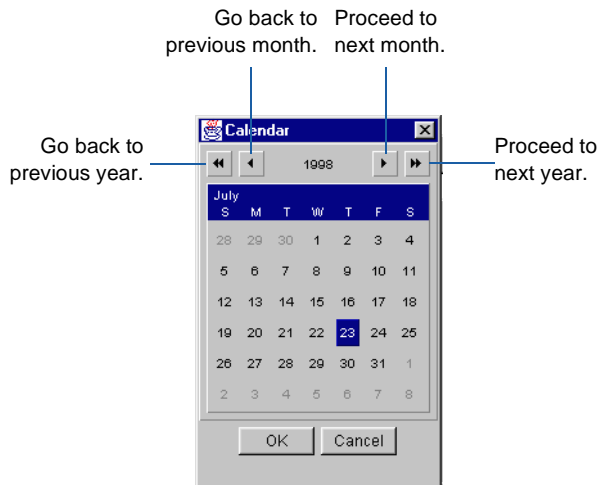 Go back to previous month.
Proceed to next month.
Go back to previous year.
Proceed to next year.
Calendar
1998
July
S M T W T F S
28 29 30 1 2 3 4
5 6 7 8 9 10 11
12 13 14 15 16 17 18
19 20 21 22 23 24 25
26 27 28 29 30 31 1
2 3 4 5 6 7 8
OK Cancel